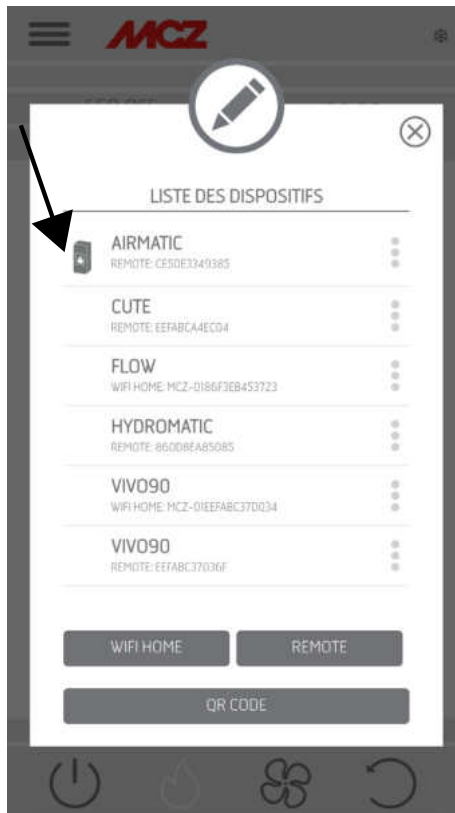 MCZ
LISTE DES DISPOSITIFS
AIRMATIC
REMOTE: CE5DE3349385
CUTE
REMOTE: EEFABCA4EC04
FLOW
WIFI HOME: MCZ-0186F3EB453723
HYDROMATIC
REMOTE: 860D8EA85085
VIVO90
WIFI HOME: MCZ-01EEFABC37D034
VIVO90
REMOTE: EEFABC37036F
WIFI HOME
REMOTE
QR CODE